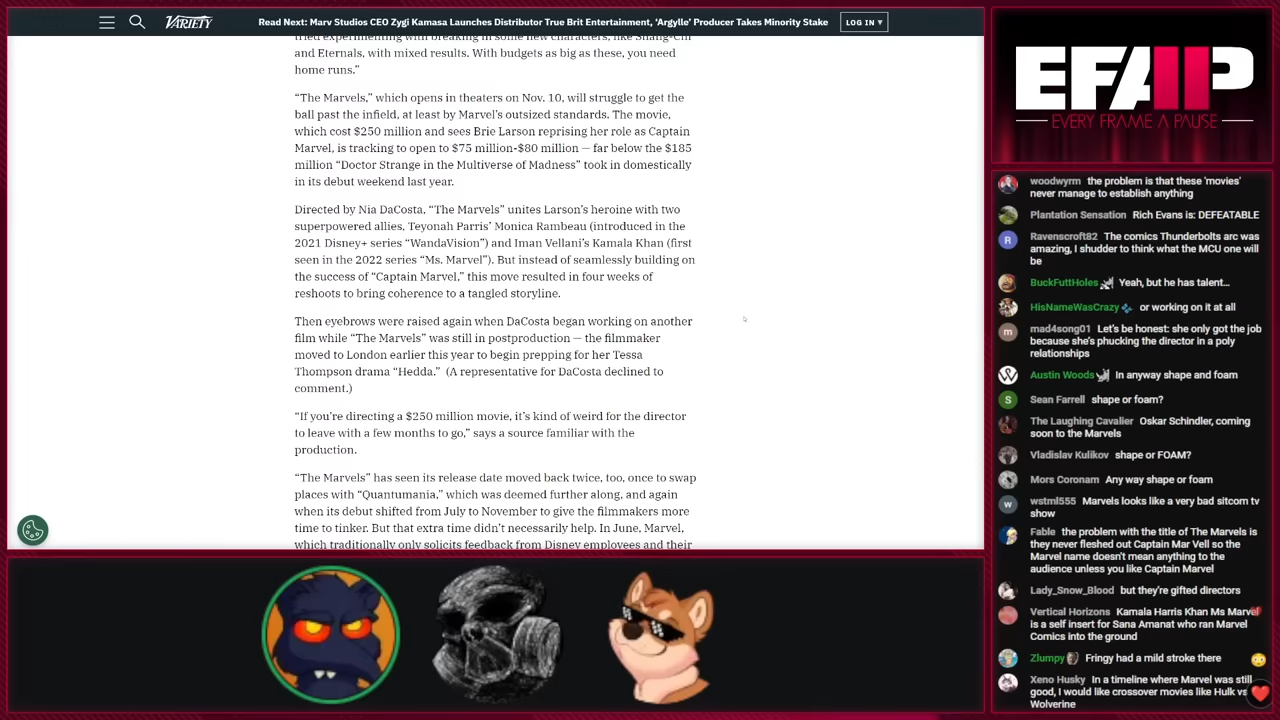 VARIETY
Read Next: Marv Studios CEO Zygi Kamasa Launches Distributor True Brit Entertainment, ‘Argylle’ Producer Takes Minority Stake
LOG IN ▾
tried experimenting with breaking in some new characters, like Shang-Chi
and Eternals, with mixed results. With budgets as big as these, you need
home runs.”
“The Marvels,” which opens in theaters on Nov. 10, will struggle to get the
ball past the infield, at least by Marvel’s outsized standards. The movie,
which cost $250 million and sees Brie Larson reprising her role as Captain
Marvel, is tracking to open to $75 million-$80 million — far below the $185
million “Doctor Strange in the Multiverse of Madness” took in domestically
in its debut weekend last year.
Directed by Nia DaCosta, “The Marvels” unites Larson’s heroine with two
superpowered allies, Teyonah Parris’ Monica Rambeau (introduced in the
2021 Disney+ series “WandaVision”) and Iman Vellani’s Kamala Khan (first
seen in the 2022 series “Ms. Marvel”). But instead of seamlessly building on
the success of “Captain Marvel,” this move resulted in four weeks of
reshoots to bring coherence to a tangled storyline.
Then eyebrows were raised again when DaCosta began working on another
film while “The Marvels” was still in postproduction — the filmmaker
moved to London earlier this year to begin prepping for her Tessa
Thompson drama “Hedda.” (A representative for DaCosta declined to
comment.)
“If you’re directing a $250 million movie, it’s kind of weird for the director
to leave with a few months to go,” says a source familiar with the
production.
“The Marvels” has seen its release date moved back twice, too, once to swap
places with “Quantumania,” which was deemed further along, and again
when its debut shifted from July to November to give the filmmakers more
time to tinker. But that extra time didn’t necessarily help. In June, Marvel,
which traditionally only solicits feedback from Disney employees and their
EFAP
EVERY FRAME A PAUSE
woodwyrm the problem is that these 'movies'
never manage to establish anything
Plantation Sensation Rich Evans is: DEFEATABLE
Ravenscroft82 The comics Thunderbolts arc was
amazing, I shudder to think what the MCU one will
be
BuckFuttHoles Yeah, but he has talent...
HisNameWasCrazy or working on it at all
mad4song01 Let's be honest: she only got the job
because she's phucking the director in a poly
relationships
Austin Woods In anyway shape and foam
Sean Farrell shape or foam?
The Laughing Cavalier Oskar Schindler, coming
soon to the Marvels
Vladislav Kulikov shape or FOAM?
Mors Coronam Any way shape or foam
wstml555 Marvels looks like a very bad sitcom tv
show
Fable the problem with the title of The Marvels is
they never fleshed out Captain Mar Vell so the
Marvel name doesn't mean anything to the
audience unless you like Captain Marvel
Lady_Snow_Blood but they're gifted directors
Vertical Horizons Kamala Harris Khan Ms Marvel
is a self insert for Sana Amanat who ran Marvel
Comics into the ground
Zlumpy Fringy had a mild stroke there
Xeno Husky In a timeline where Marvel was still
good, I would like crossover movies like Hulk vs
Wolverine